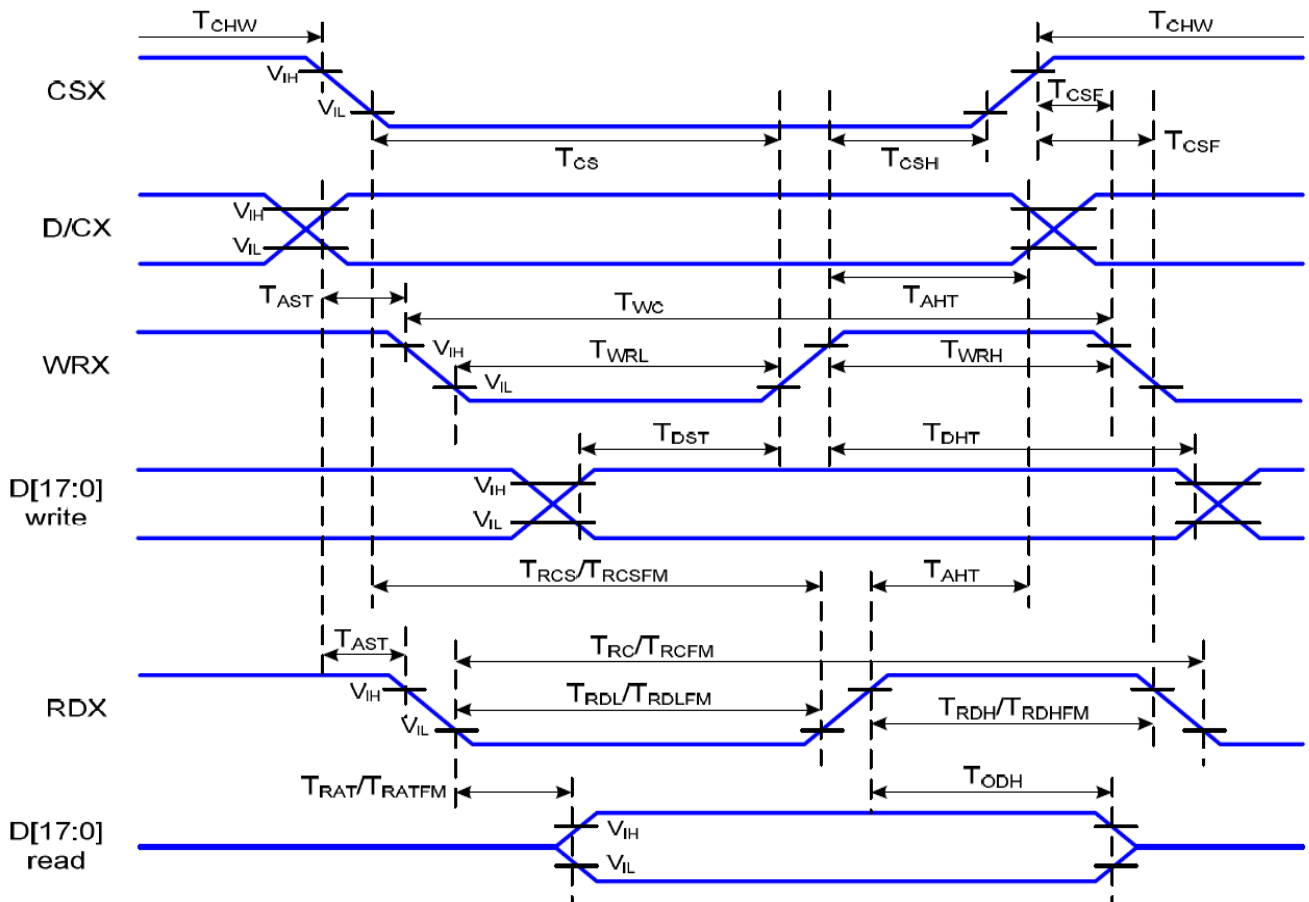 TCHW TCHW
VIH
CSX
TCSF
VIL
TCSF
TCS TCSH
VIH
D/CX
VIL
TAST TWC TAHT
VIH TWRL TWRH
WRX
VIL
TDST TDHT
D[17:0]
write
VIH
VIL
TRCS/TRCSFM TAHT
TAST TRC/TRCFM
VIH
RDX
TRDL/TRDLFM TRDH/TRDHFM
VIL
TRAT/TRATFM TODH
D[17:0]
read
VIH
VIL